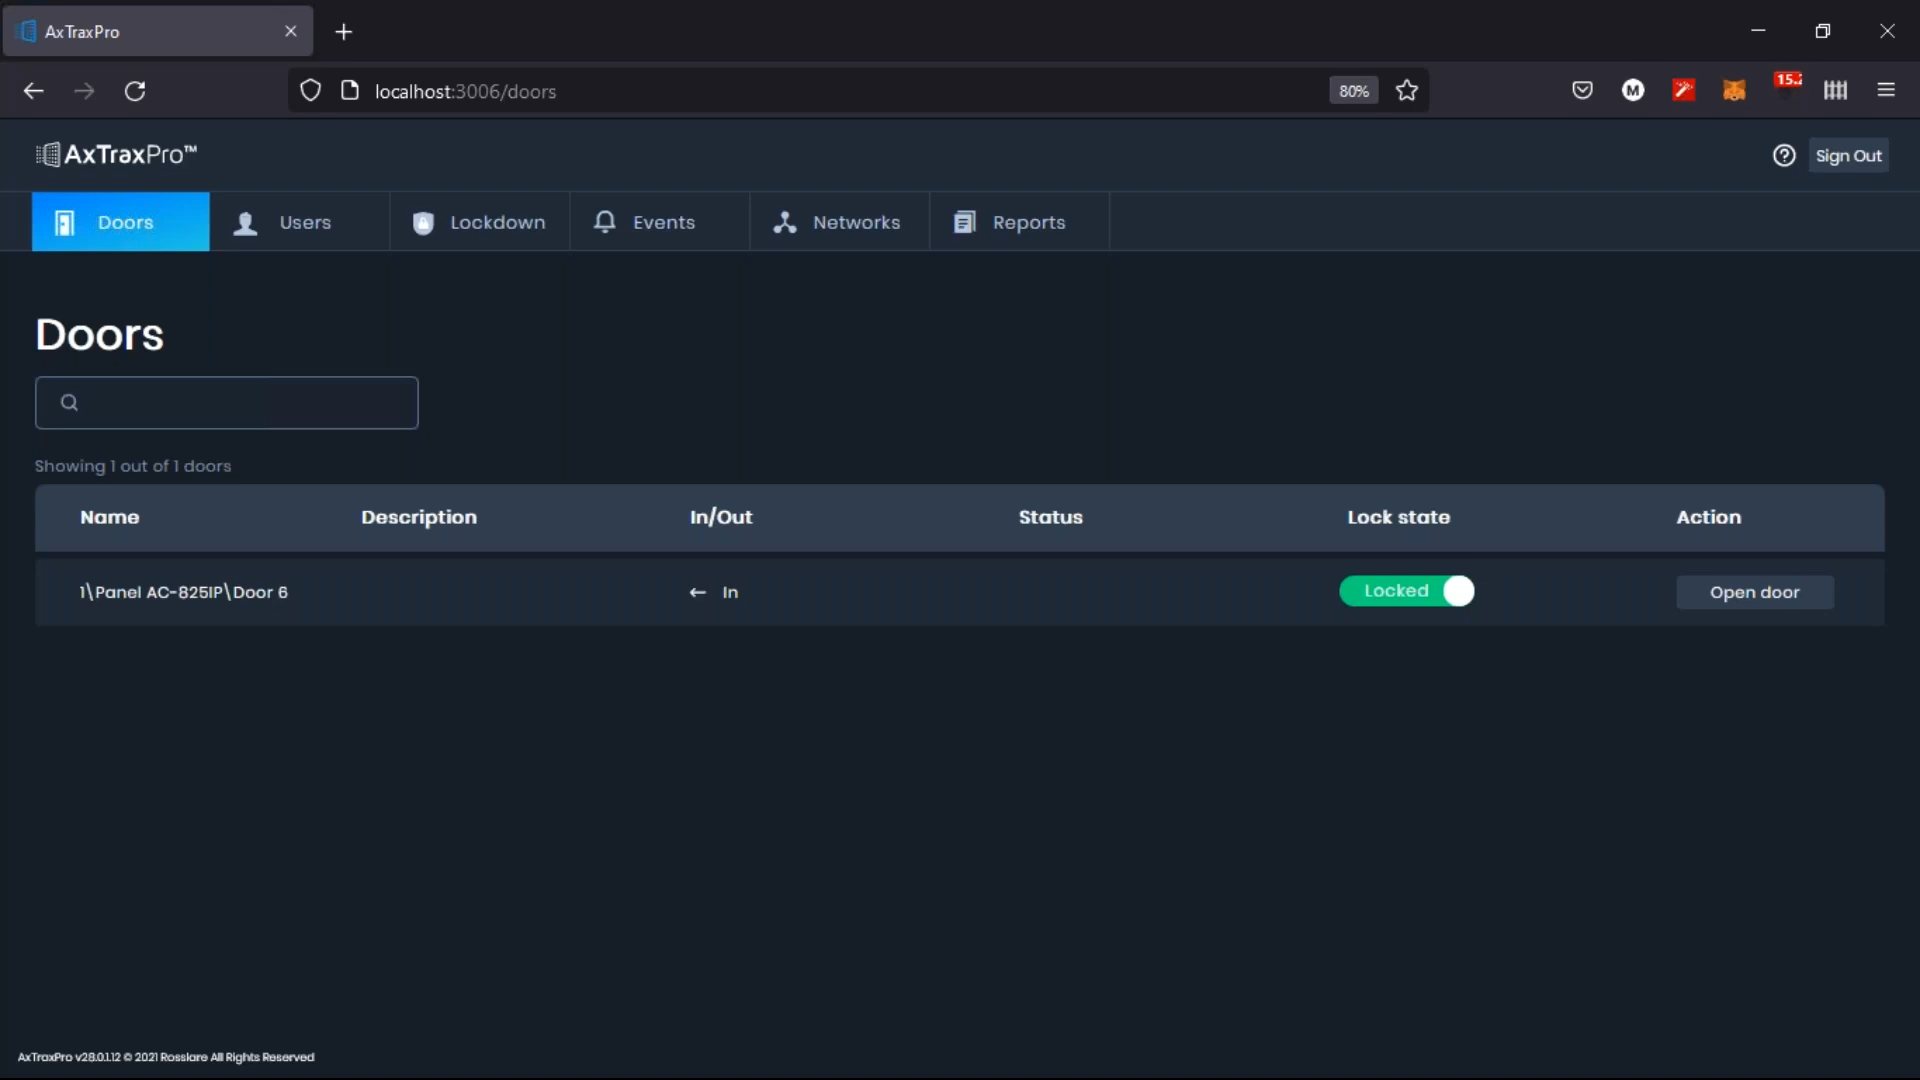 AxTraxPro
localhost:3006/doors
80%
15.2
AxTraxPro™
Sign Out
Doors
Users
Lockdown
Events
Networks
Reports
Doors
Showing 1 out of 1 doors
Name Description In/Out Status Lock state Action
1\Panel AC-825IP\Door 6 ← In Locked Open door
AxTraxPro v28.0.1.12 © 2021 Rosslare All Rights Reserved